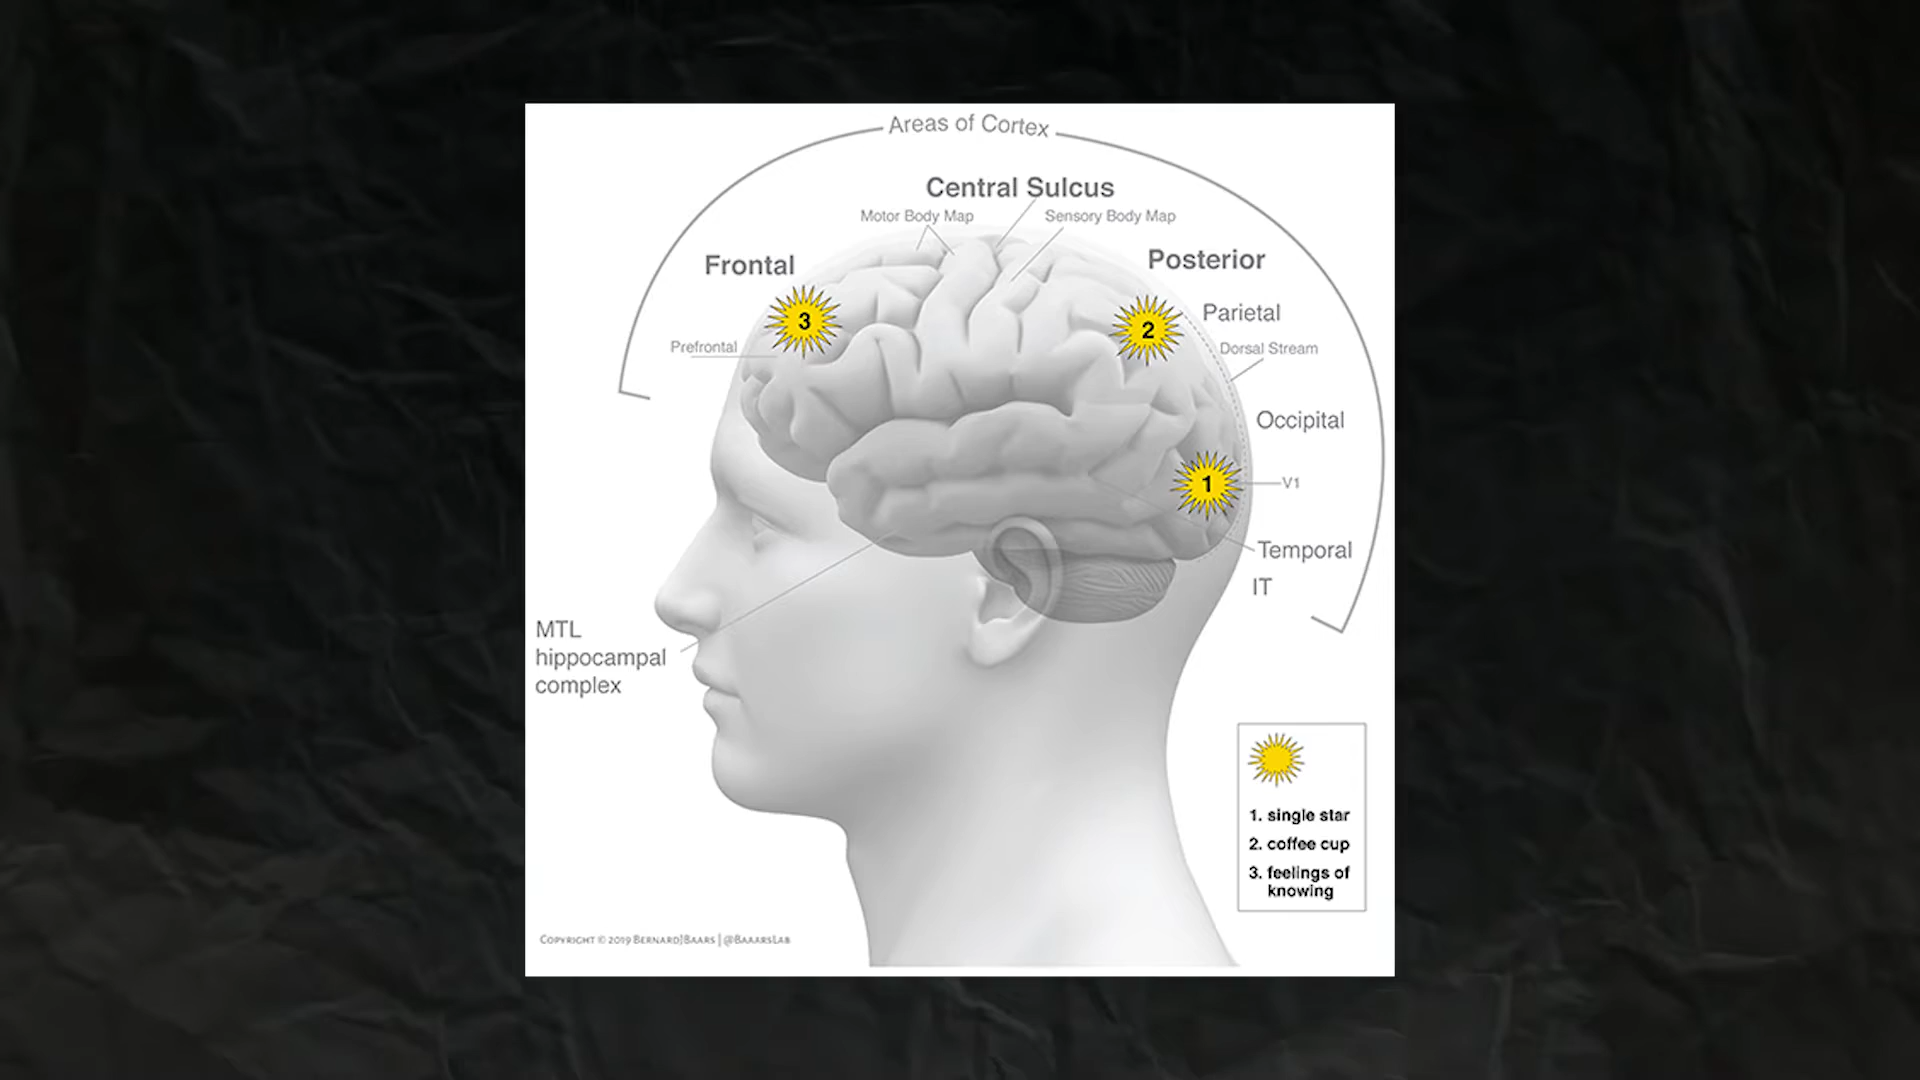 Areas of Cortex
Central Sulcus
Motor Body Map
Sensory Body Map
Frontal
Posterior
3
2
Parietal
Prefrontal
Dorsal Stream
Occipital
1
V1
Temporal
IT
MTL
hippocampal
complex
1. single star
2. coffee cup
3. feelings of
knowing
Copyright © 2019 Bernard J Baars | @BaaarsLab